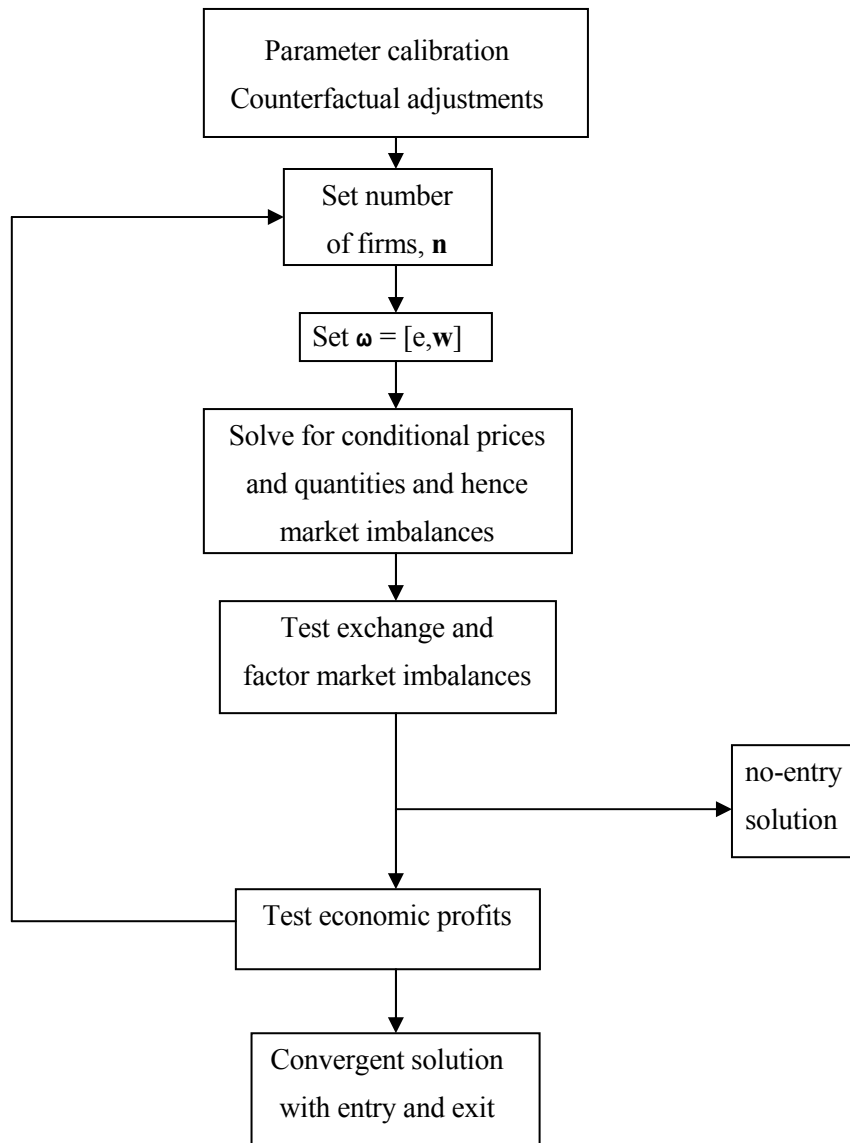 Parameter calibration
Counterfactual adjustments
Set number
of firms, n
Set ω = [e,w]
Solve for conditional prices
and quantities and hence
market imbalances
Test exchange and
factor market imbalances
no-entry
solution
Test economic profits
Convergent solution
with entry and exit